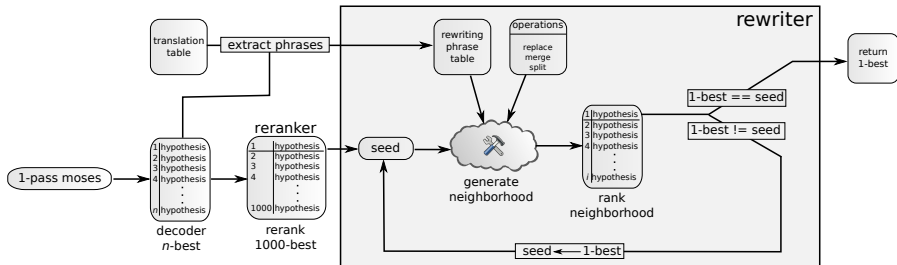 rewriter
translation
table
extract phrases
rewriting
phrase
table
operations
replace
merge
split
return
1-best
1-best == seed
1-best != seed
1-pass moses
1 hypothesis
2 hypothesis
3 hypothesis
4 hypothesis
n hypothesis
decoder
n-best
reranker
1 hypothesis
2 hypothesis
3 hypothesis
4 hypothesis
1000 hypothesis
rerank
1000-best
seed
generate
neighborhood
1 hypothesis
2 hypothesis
3 hypothesis
4 hypothesis
i hypothesis
rank
neighborhood
seed 1-best